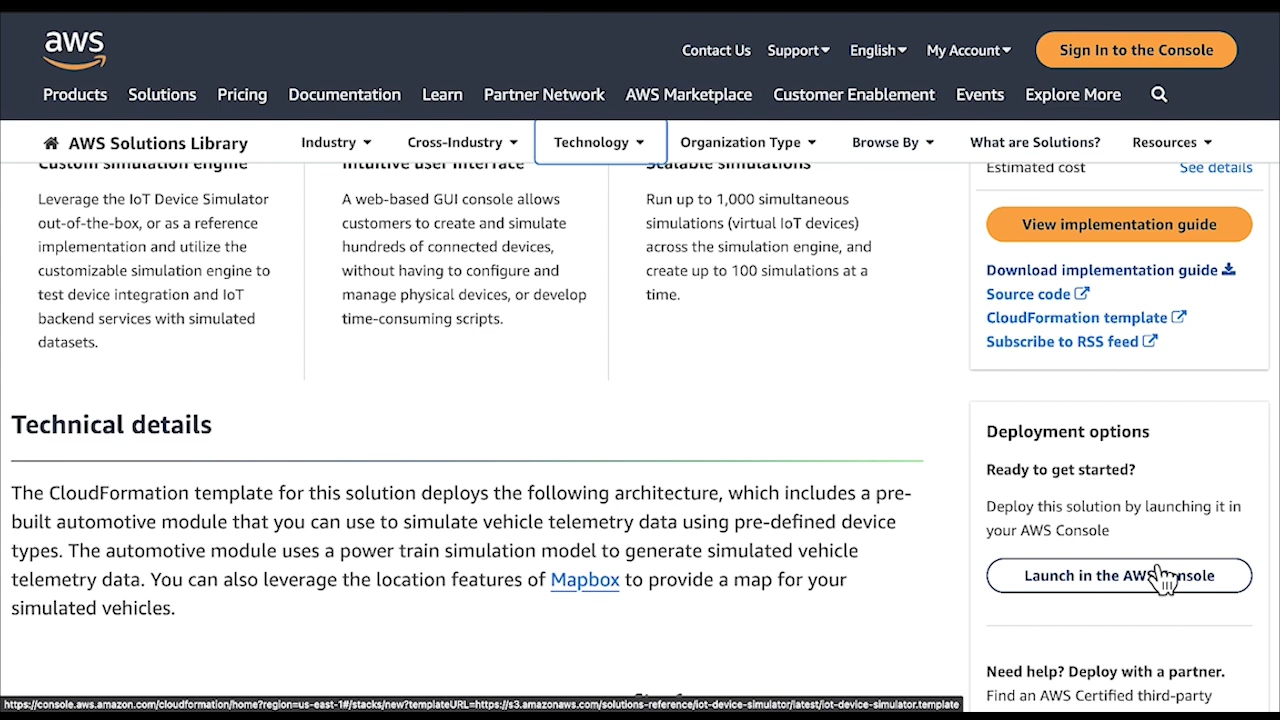 aws
Contact Us Support English My Account Sign In to the Console
Products Solutions Pricing Documentation Learn Partner Network AWS Marketplace Customer Enablement Events Explore More
AWS Solutions Library Industry Cross-Industry Technology Organization Type Browse By What are Solutions? Resources
Custom simulation engine
Leverage the IoT Device Simulator
out-of-the-box, or as a reference
implementation and utilize the
customizable simulation engine to
test device integration and IoT
backend services with simulated
datasets.
Intuitive user interface
A web-based GUI console allows
customers to create and simulate
hundreds of connected devices,
without having to configure and
manage physical devices, or develop
time-consuming scripts.
Scalable simulations
Run up to 1,000 simultaneous
simulations (virtual IoT devices)
across the simulation engine, and
create up to 100 simulations at a
time.
Estimated cost See details
View implementation guide
Download implementation guide
Source code
CloudFormation template
Subscribe to RSS feed
Technical details
The CloudFormation template for this solution deploys the following architecture, which includes a pre-
built automotive module that you can use to simulate vehicle telemetry data using pre-defined device
types. The automotive module uses a power train simulation model to generate simulated vehicle
telemetry data. You can also leverage the location features of Mapbox to provide a map for your
simulated vehicles.
Deployment options
Ready to get started?
Deploy this solution by launching it in
your AWS Console
Launch in the AWS Console
Need help? Deploy with a partner.
Find an AWS Certified third-party
https://console.aws.amazon.com/cloudformation/home?region=us-east-1#/stacks/new?templateURL=https://s3.amazonaws.com/solutions-reference/iot-device-simulator/latest/iot-device-simulator.template